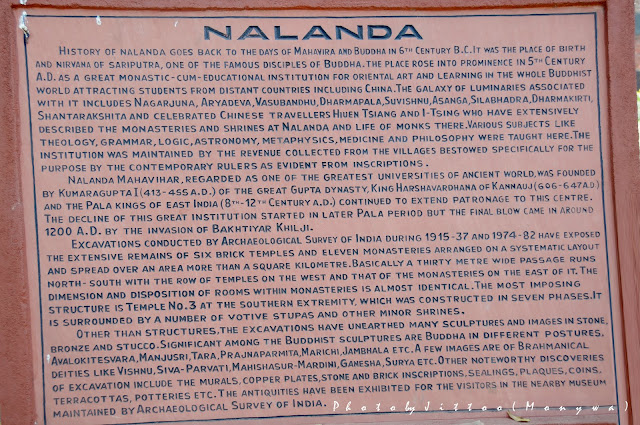 NALANDA
HISTORY OF NALANDA GOES BACK TO THE DAYS OF MAHAVIRA AND BUDDHA IN 6TH CENTURY B.C. IT WAS THE PLACE OF BIRTH
AND NIRVANA OF SARIPUTRA, ONE OF THE FAMOUS DISCIPLES OF BUDDHA. THE PLACE ROSE INTO PROMINENCE IN 5TH CENTURY
A.D. AS A GREAT MONASTIC-CUM-EDUCATIONAL INSTITUTION FOR ORIENTAL ART AND LEARNING IN THE WHOLE BUDDHIST
WORLD ATTRACTING STUDENTS FROM DISTANT COUNTRIES INCLUDING CHINA. THE GALAXY OF LUMINARIES ASSOCIATED
WITH IT INCLUDES NAGARJUNA, ARYADEVA, VASUBANDHU, DHARMAPALA, SUVISHNU, ASANGA, SILABHADRA, DHARMAKIRTI,
SHANTARAKSHITA AND CELEBRATED CHINESE TRAVELLERS HIUEN TSIANG AND I-TSING WHO HAVE EXTENSIVELY
DESCRIBED THE MONASTERIES AND SHRINES AT NALANDA AND LIFE OF MONKS THERE. VARIOUS SUBJECTS LIKE
THEOLOGY, GRAMMAR, LOGIC, ASTRONOMY, METAPHYSICS, MEDICINE AND PHILOSOPHY WERE TAUGHT HERE. THE
INSTITUTION WAS MAINTAINED BY THE REVENUE COLLECTED FROM THE VILLAGES BESTOWED SPECIFICALLY FOR THE
PURPOSE BY THE CONTEMPORARY RULERS AS EVIDENT FROM INSCRIPTIONS.
NALANDA MAHAVIHAR, REGARDED AS ONE OF THE GREATEST UNIVERSITIES OF ANCIENT WORLD, WAS FOUNDED
BY KUMARAGUPTA I (413-455 A.D.) OF THE GREAT GUPTA DYNASTY, KING HARSHAVARDHANA OF KANNAUJ (606-647 AD)
AND THE PALA KINGS OF EAST INDIA (8TH-12TH CENTURY A.D.) CONTINUED TO EXTEND PATRONAGE TO THIS CENTRE.
THE DECLINE OF THIS GREAT INSTITUTION STARTED IN LATER PALA PERIOD BUT THE FINAL BLOW CAME IN AROUND
1200 A.D. BY THE INVASION OF BAKHTIYAR KHILJI.
EXCAVATIONS CONDUCTED BY ARCHAEOLOGICAL SURVEY OF INDIA DURING 1915-37 AND 1974-82 HAVE EXPOSED
THE EXTENSIVE REMAINS OF SIX BRICK TEMPLES AND ELEVEN MONASTERIES ARRANGED ON A SYSTEMATIC LAYOUT
AND SPREAD OVER AN AREA MORE THAN A SQUARE KILOMETRE. BASICALLY A THIRTY METRE WIDE PASSAGE RUNS
NORTH-SOUTH WITH THE ROW OF TEMPLES ON THE WEST AND THAT OF THE MONASTERIES ON THE EAST OF IT. THE
DIMENSION AND DISPOSITION OF ROOMS WITHIN MONASTERIES IS ALMOST IDENTICAL. THE MOST IMPOSING
STRUCTURE IS TEMPLE NO. 3 AT THE SOUTHERN EXTREMITY, WHICH WAS CONSTRUCTED IN SEVEN PHASES. IT
IS SURROUNDED BY A NUMBER OF VOTIVE STUPAS AND OTHER MINOR SHRINES.
OTHER THAN STRUCTURES, THE EXCAVATIONS HAVE UNEARTHED MANY SCULPTURES AND IMAGES IN STONE,
BRONZE AND STUCCO. SIGNIFICANT AMONG THE BUDDHIST SCULPTURES ARE BUDDHA IN DIFFERENT POSTURES,
AVALOKITESVARA, MANJUSRI, TARA, PRAJNAPARMITA, MARICHI, JAMBHALA ETC. A FEW IMAGES ARE OF BRAHMANICAL
DEITIES LIKE VISHNU, SIVA-PARVATI, MAHISHASUR-MARDINI, GANESHA, SURYA ETC. OTHER NOTEWORTHY DISCOVERIES
OF EXCAVATION INCLUDE THE MURALS, COPPER PLATES, STONE AND BRICK INSCRIPTIONS, SEALINGS, PLAQUES, COINS,
TERRACOTTAS, POTTERIES ETC. THE ANTIQUITIES HAVE BEEN EXHIBITED FOR THE VISITORS IN THE NEARBY MUSEUM
MAINTAINED BY ARCHAEOLOGICAL SURVEY OF INDIA.
Photo by Jittoo (Monywa)